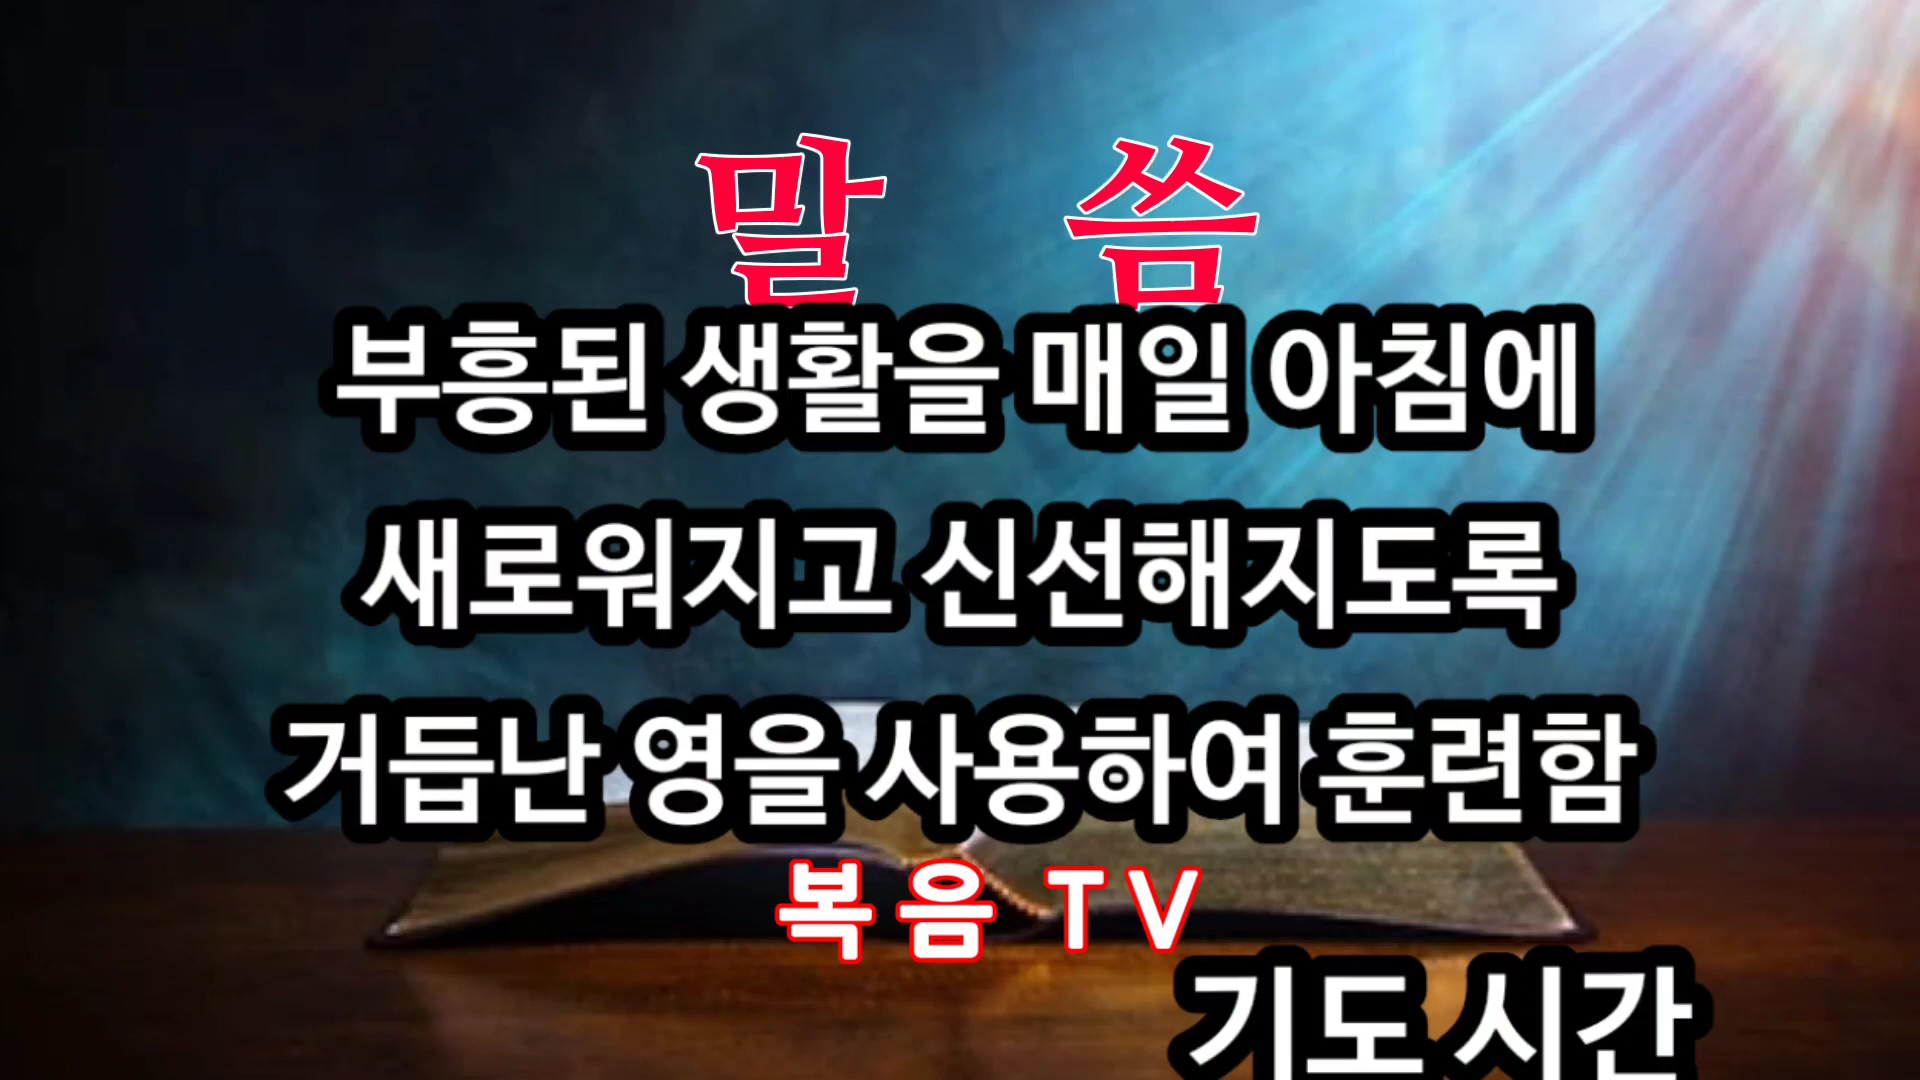 말 씀
부흥된 생활을 매일 아침에
새로워지고 신선해지도록
거듭난 영을 사용하여 훈련함
복음 TV
기도 시간